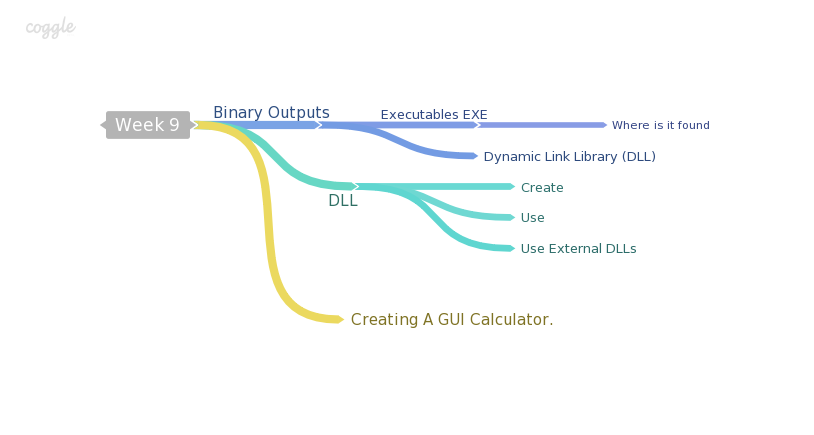 coggle
Week 9
Binary Outputs
Executables EXE
Where is it found
Dynamic Link Library (DLL)
DLL
Create
Use
Use External DLLs
Creating A GUI Calculator.